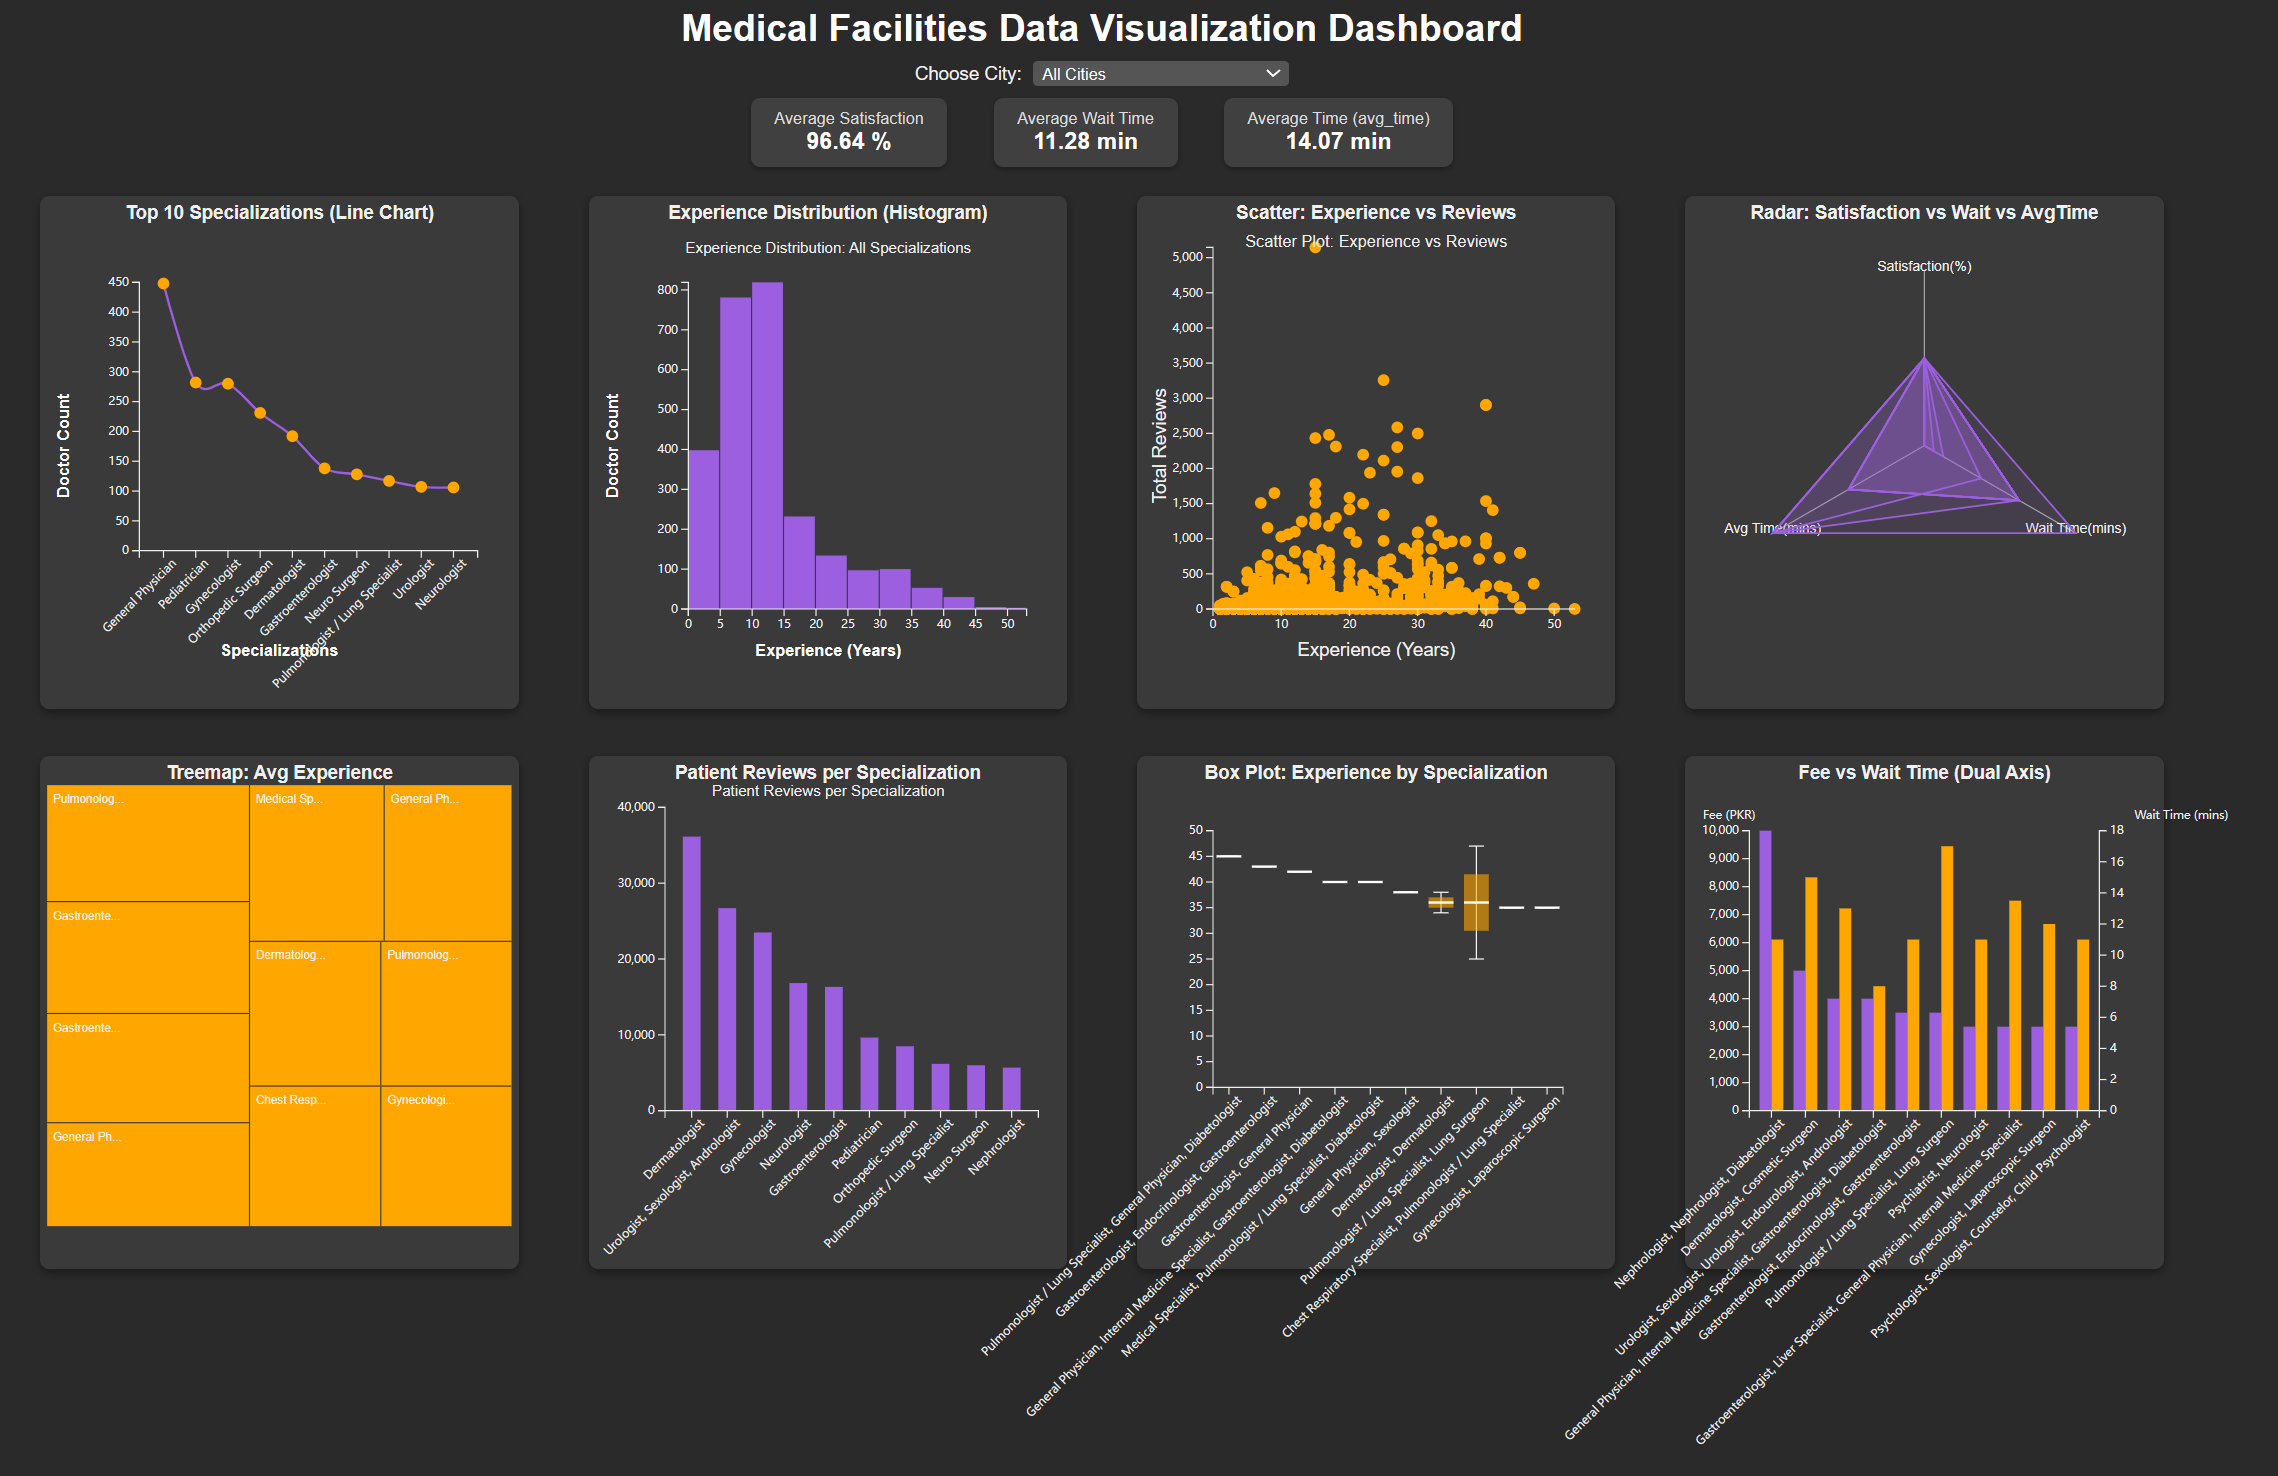 Medical Facilities Data Visualization Dashboard
Choose City: All Cities
Average Satisfaction
96.64 %
Average Wait Time
11.28 min
Average Time (avg_time)
14.07 min
Top 10 Specializations (Line Chart)
450
400
350
300
250
200
150
100
50
0
Doctor Count
General Physician
Pediatrician
Gynecologist
Orthopedic Surgeon
Dermatologist
Gastroenterologist
Neuro Surgeon
Pulmonologist / Lung Specialist
Urologist
Neurologist
Specializations
Experience Distribution (Histogram)
Experience Distribution: All Specializations
800
700
600
500
400
300
200
100
0
Doctor Count
0 5 10 15 20 25 30 35 40 45 50
Experience (Years)
Scatter: Experience vs Reviews
Scatter Plot: Experience vs Reviews
5,000
4,500
4,000
3,500
3,000
2,500
2,000
1,500
1,000
500
0
Total Reviews
0 10 20 30 40 50
Experience (Years)
Radar: Satisfaction vs Wait vs AvgTime
Satisfaction(%)
Avg Time(mins)
Wait Time(mins)
Treemap: Avg Experience
Pulmonolog...
Gastroente...
Gastroente...
General Ph...
Medical Sp...
General Ph...
Dermatolog...
Pulmonolog...
Chest Resp...
Gynecologi...
Patient Reviews per Specialization
Patient Reviews per Specialization
40,000
30,000
20,000
10,000
0
Dermatologist
Urologist, Sexologist, Andrologist
Gynecologist
Neurologist
Gastroenterologist
Pediatrician
Orthopedic Surgeon
Pulmonologist / Lung Specialist
Neuro Surgeon
Nephrologist
Box Plot: Experience by Specialization
50
45
40
35
30
25
20
15
10
5
0
Pulmonologist / Lung Specialist, General Physician, Diabetologist
Gastroenterologist, Endocrinologist, Gastroenterologist
Gastroenterologist, General Physician
General Physician, Internal Medicine Specialist, Gastroenterologist, Diabetologist
Medical Specialist, Pulmonologist / Lung Specialist, Diabetologist
General Physician, Sexologist
Dermatologist, Dermatologist
Pulmonologist / Lung Specialist, Lung Surgeon
Chest Respiratory Specialist, Pulmonologist / Lung Specialist
Gynecologist, Laparoscopic Surgeon
Fee vs Wait Time (Dual Axis)
Fee (PKR)
Wait Time (mins)
10,000
9,000
8,000
7,000
6,000
5,000
4,000
3,000
2,000
1,000
0
18
16
14
12
10
8
6
4
2
0
Nephrologist, Nephrologist, Diabetologist
Dermatologist, Cosmetic Surgeon
Urologist, Sexologist, Urologist, Endourologist, Andrologist
General Physician, Internal Medicine Specialist, Gastroenterologist, Diabetologist
Gastroenterologist, Endocrinologist, Gastroenterologist
Pulmonologist / Lung Specialist, Lung Surgeon
Psychiatrist, Neurologist
Gastroenterologist, Liver Specialist, General Physician, Internal Medicine Specialist
Gynecologist, Laparoscopic Surgeon
Psychologist, Sexologist, Counselor, Child Psychologist